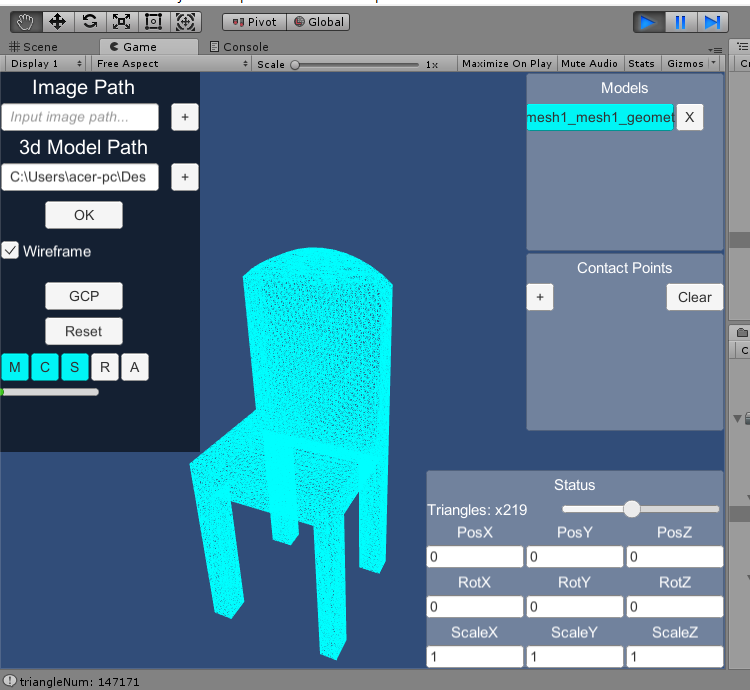 Pivot Global
Scene Game Console
Display 1 Free Aspect Scale 1x Maximize On Play Mute Audio Stats Gizmos
Image Path
Input image path...
+
3d Model Path
C:\Users\acer-pc\Des
+
OK
Wireframe
GCP
Reset
M C S R A
Models
mesh1_mesh1_geomet
X
Contact Points
+
Clear
Status
Triangles: x219
PosX PosY PosZ
0 0 0
RotX RotY RotZ
0 0 0
ScaleX ScaleY ScaleZ
1 1 1
triangleNum: 147171